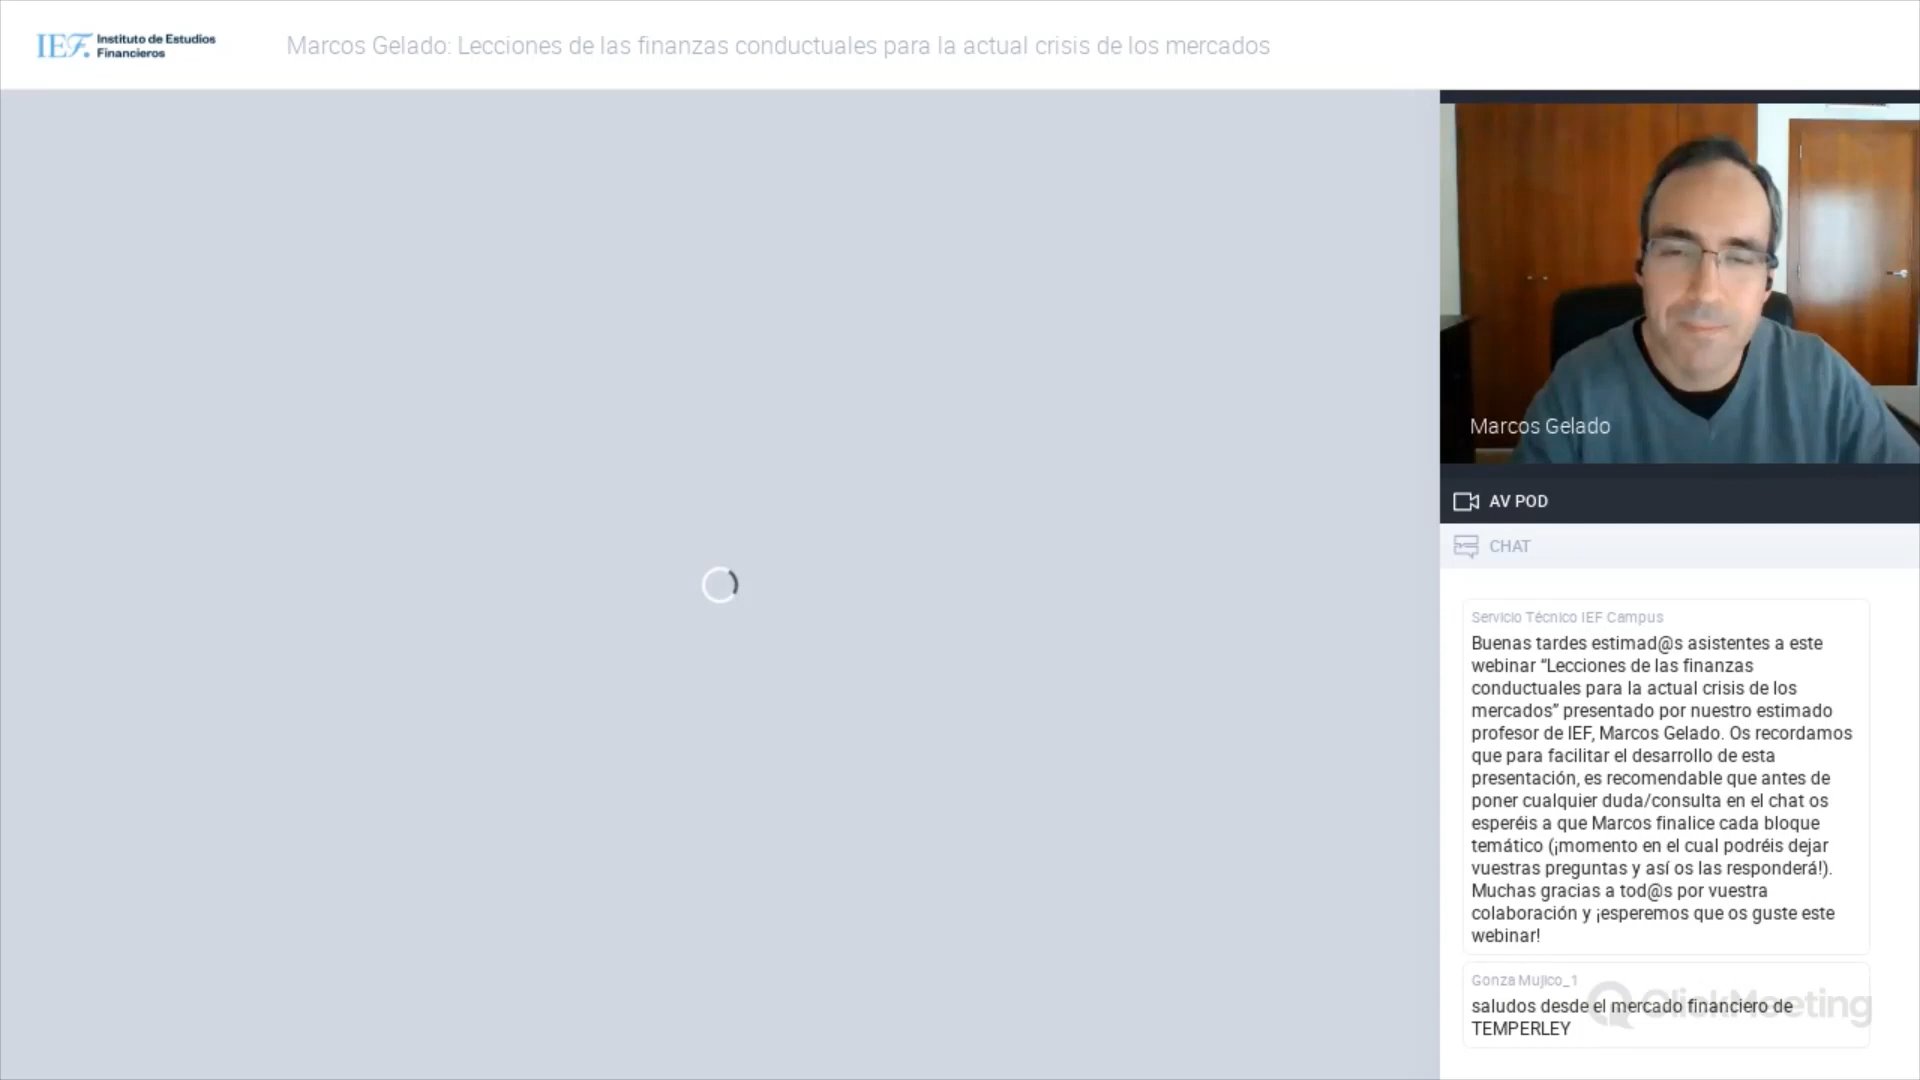 IEF. Instituto de Estudios
Financieros
Marcos Gelado: Lecciones de las finanzas conductuales para la actual crisis de los mercados
Marcos Gelado
AV POD
CHAT
Servicio Técnico IEF Campus
Buenas tardes estimad@s asistentes a este
webinar “Lecciones de las finanzas
conductuales para la actual crisis de los
mercados” presentado por nuestro estimado
profesor de IEF, Marcos Gelado. Os recordamos
que para facilitar el desarrollo de esta
presentación, es recomendable que antes de
poner cualquier duda/consulta en el chat os
esperéis a que Marcos finalice cada bloque
temático (¡momento en el cual podréis dejar
vuestras preguntas y así os las responderá!).
Muchas gracias a tod@s por vuestra
colaboración y ¡esperemos que os guste este
webinar!
Gonza Mujico_1
saludos desde el mercado financiero de
TEMPERLEY
ClickMeeting